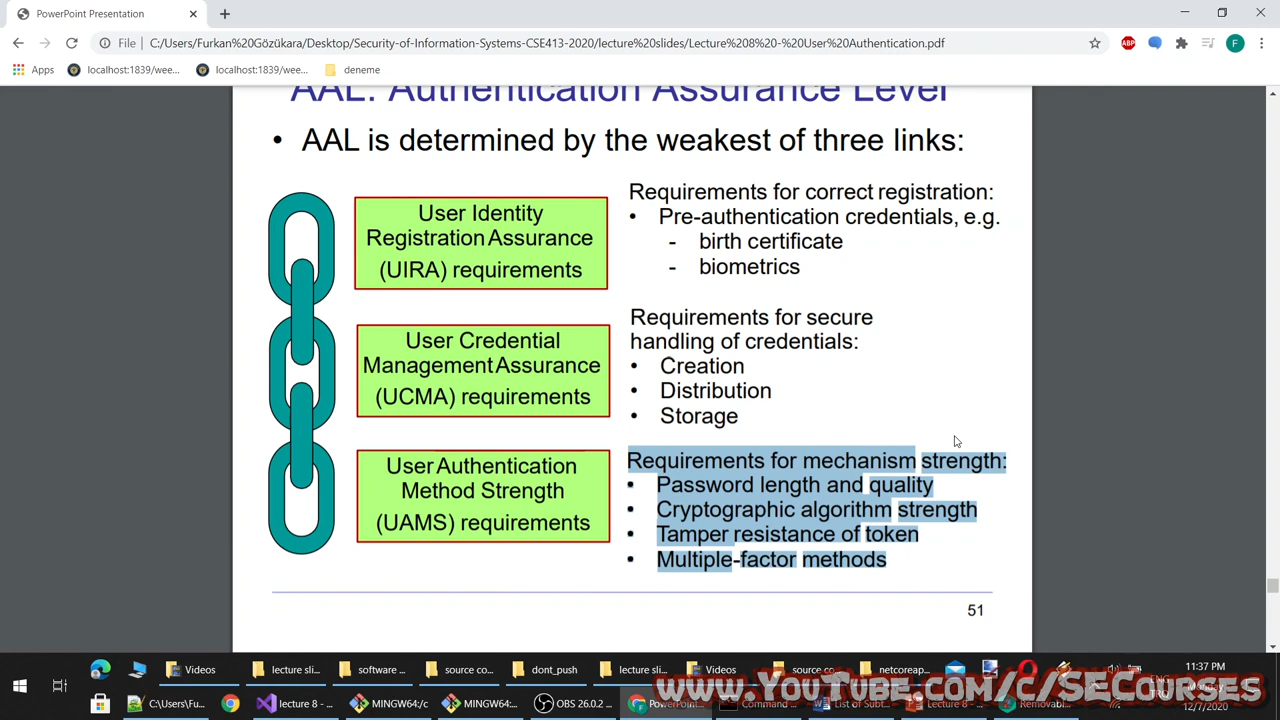 PowerPoint Presentation
File
C:/Users/Furkan%20Gözükara/Desktop/Security-of-Information-Systems-CSE413-2020/lecture%20slides/Lecture%208%20-%20User%20Authentication.pdf
ABP
F
Apps
localhost:1839/wee...
localhost:1839/wee...
deneme
AAL: Authentication Assurance Level
• AAL is determined by the weakest of three links:
User Identity
Registration Assurance
(UIRA) requirements
Requirements for correct registration:
• Pre-authentication credentials, e.g.
- birth certificate
- biometrics
User Credential
Management Assurance
(UCMA) requirements
Requirements for secure
handling of credentials:
• Creation
• Distribution
• Storage
User Authentication
Method Strength
(UAMS) requirements
Requirements for mechanism strength:
• Password length and quality
• Cryptographic algorithm strength
• Tamper resistance of token
• Multiple-factor methods
51
Videos
lecture sli...
software ...
source co...
dont_push
lecture sli...
Videos
source co...
netcoreap...
ENG
11:37 PM
Monday
12/7/2020
www.YouTube.com/c/SECourses
C:\Users\Fu...
lecture 8 - ...
MINGW64:/c
MINGW64:...
OBS 26.0.2 ...
PowerPoint...
Command ...
List of Subt...
Lecture 8 - ...
Removabl...